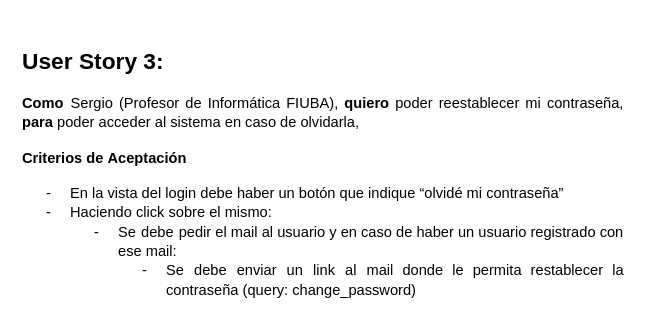 User Story 3:
Como Sergio (Profesor de Informática FIUBA), quiero poder reestablecer mi contraseña,
para poder acceder al sistema en caso de olvidarla,
Criterios de Aceptación
- En la vista del login debe haber un botón que indique “olvidé mi contraseña”
- Haciendo click sobre el mismo:
- Se debe pedir el mail al usuario y en caso de haber un usuario registrado con
ese mail:
- Se debe enviar un link al mail donde le permita restablecer la
contraseña (query: change_password)